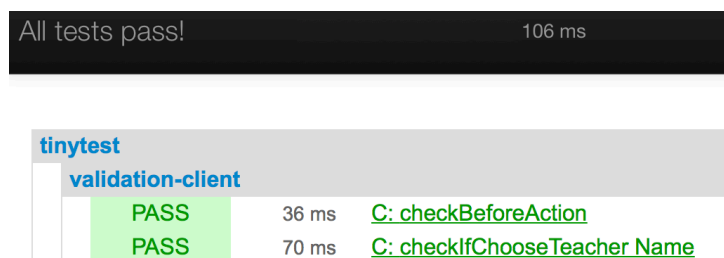 All tests pass! 106 ms
tinytest
validation-client
PASS 36 ms C: checkBeforeAction
PASS 70 ms C: checkIfChooseTeacher Name